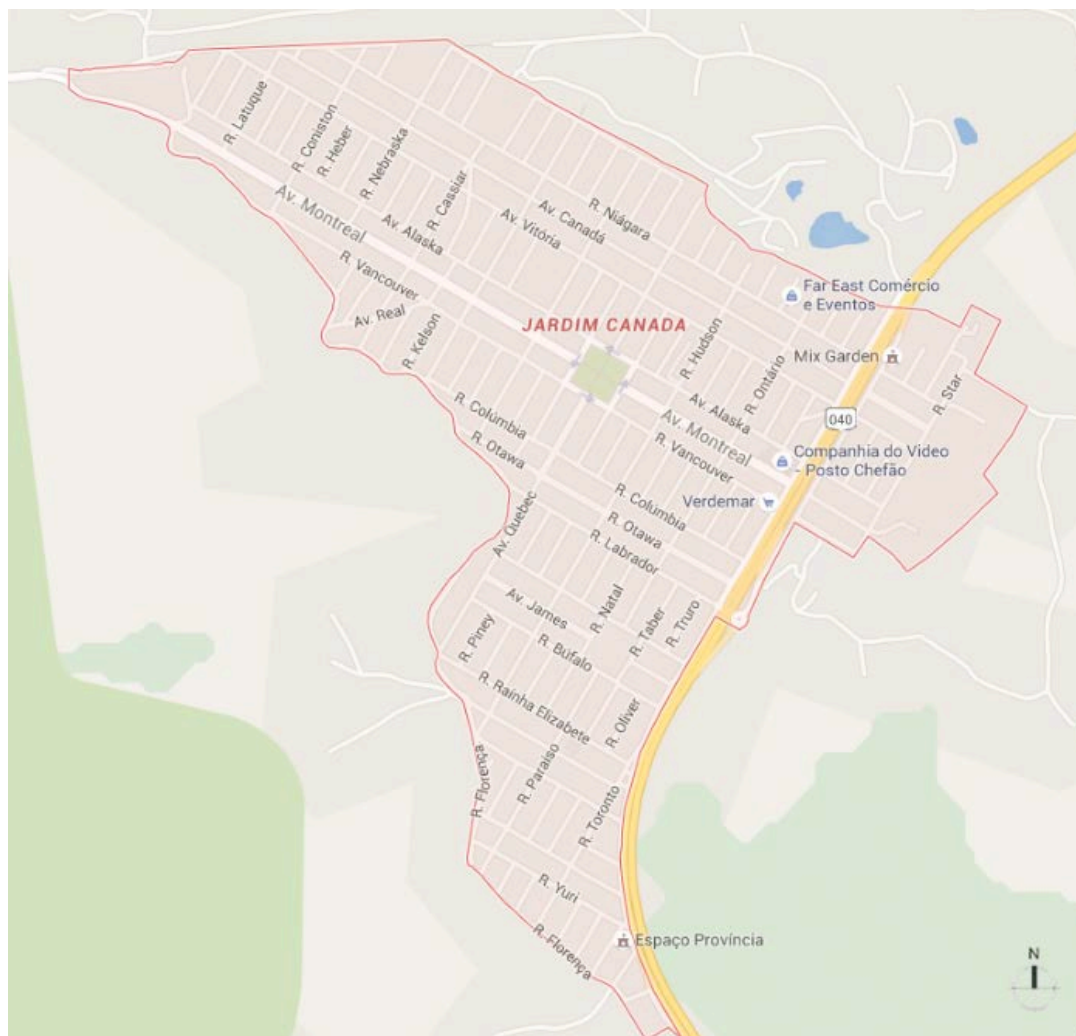 R. Latuque
R. Coniston
R. Heber
R. Nebraska
R. Cassiar
Av. Montreal
Av. Alaska
Av. Vitória
Av. Canadá
R. Niágara
R. Vancouver
Av. Real
R. Kelson
JARDIM CANADA
Far East Comércio
e Eventos
Mix Garden
R. Hudson
R. Ontário
R. Star
040
Av. Alaska
Av. Montreal
R. Vancouver
Companhia do Video
- Posto Chefão
Verdemar
R. Colúmbia
R. Otawa
Av. Quebec
R. Colúmbia
R. Otawa
R. Labrador
Av. James
R. Natal
R. Taber
R. Truro
R. Piney
R. Búfalo
R. Raínha Elizabete
R. Oliver
R. Florença
R. Paraíso
R. Toronto
R. Yuri
R. Florença
Espaço Província
N